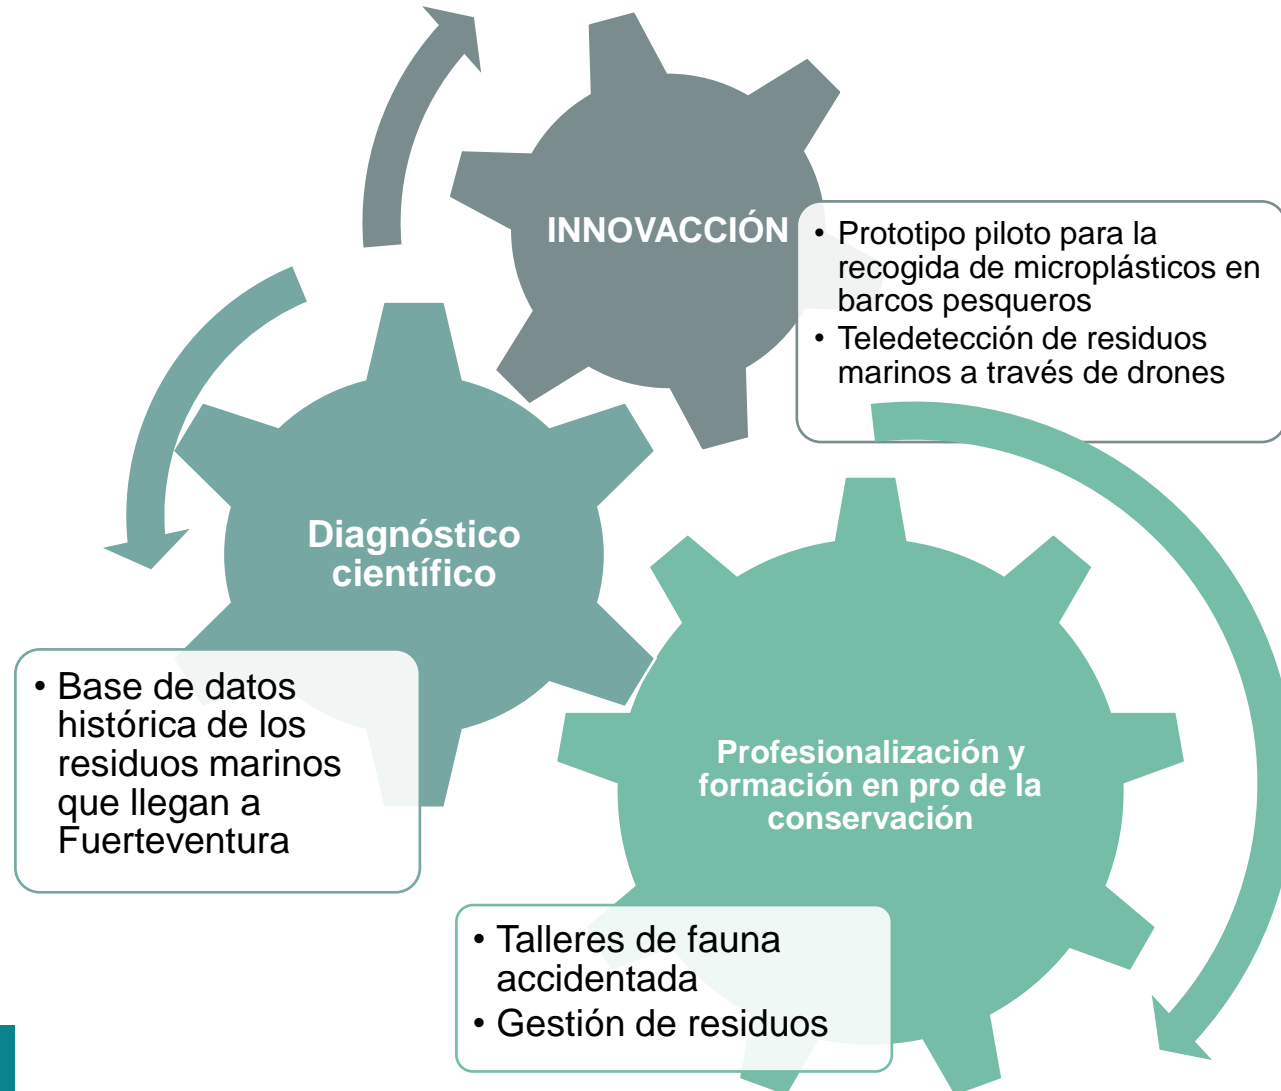 INNOVACCIÓN
• Prototipo piloto para la
recogida de microplásticos en
barcos pesqueros
• Teledetección de residuos
marinos a través de drones
Diagnóstico
científico
• Base de datos
histórica de los
residuos marinos
que llegan a
Fuerteventura
Profesionalización y
formación en pro de la
conservación
• Talleres de fauna
accidentada
• Gestión de residuos